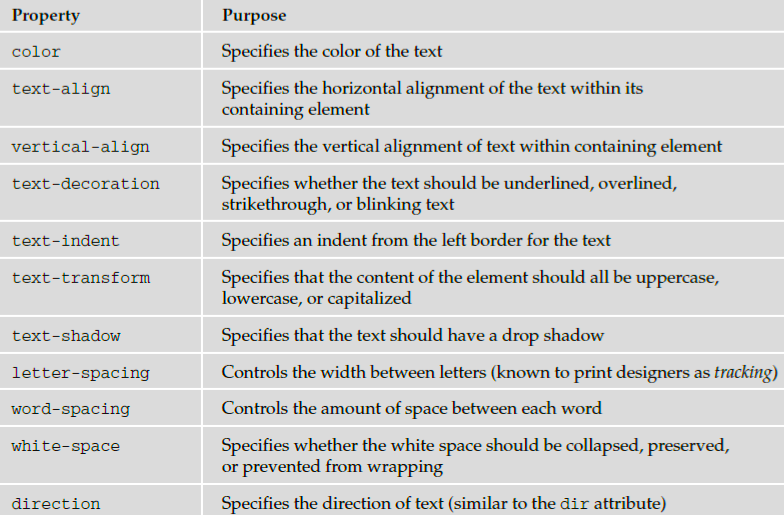 Property Purpose
color Specifies the color of the text
text-align Specifies the horizontal alignment of the text within its
containing element
vertical-align Specifies the vertical alignment of text within containing element
text-decoration Specifies whether the text should be underlined, overlined,
strikethrough, or blinking text
text-indent Specifies an indent from the left border for the text
text-transform Specifies that the content of the element should all be uppercase,
lowercase, or capitalized
text-shadow Specifies that the text should have a drop shadow
letter-spacing Controls the width between letters (known to print designers as tracking)
word-spacing Controls the amount of space between each word
white-space Specifies whether the white space should be collapsed, preserved,
or prevented from wrapping
direction Specifies the direction of text (similar to the dir attribute)